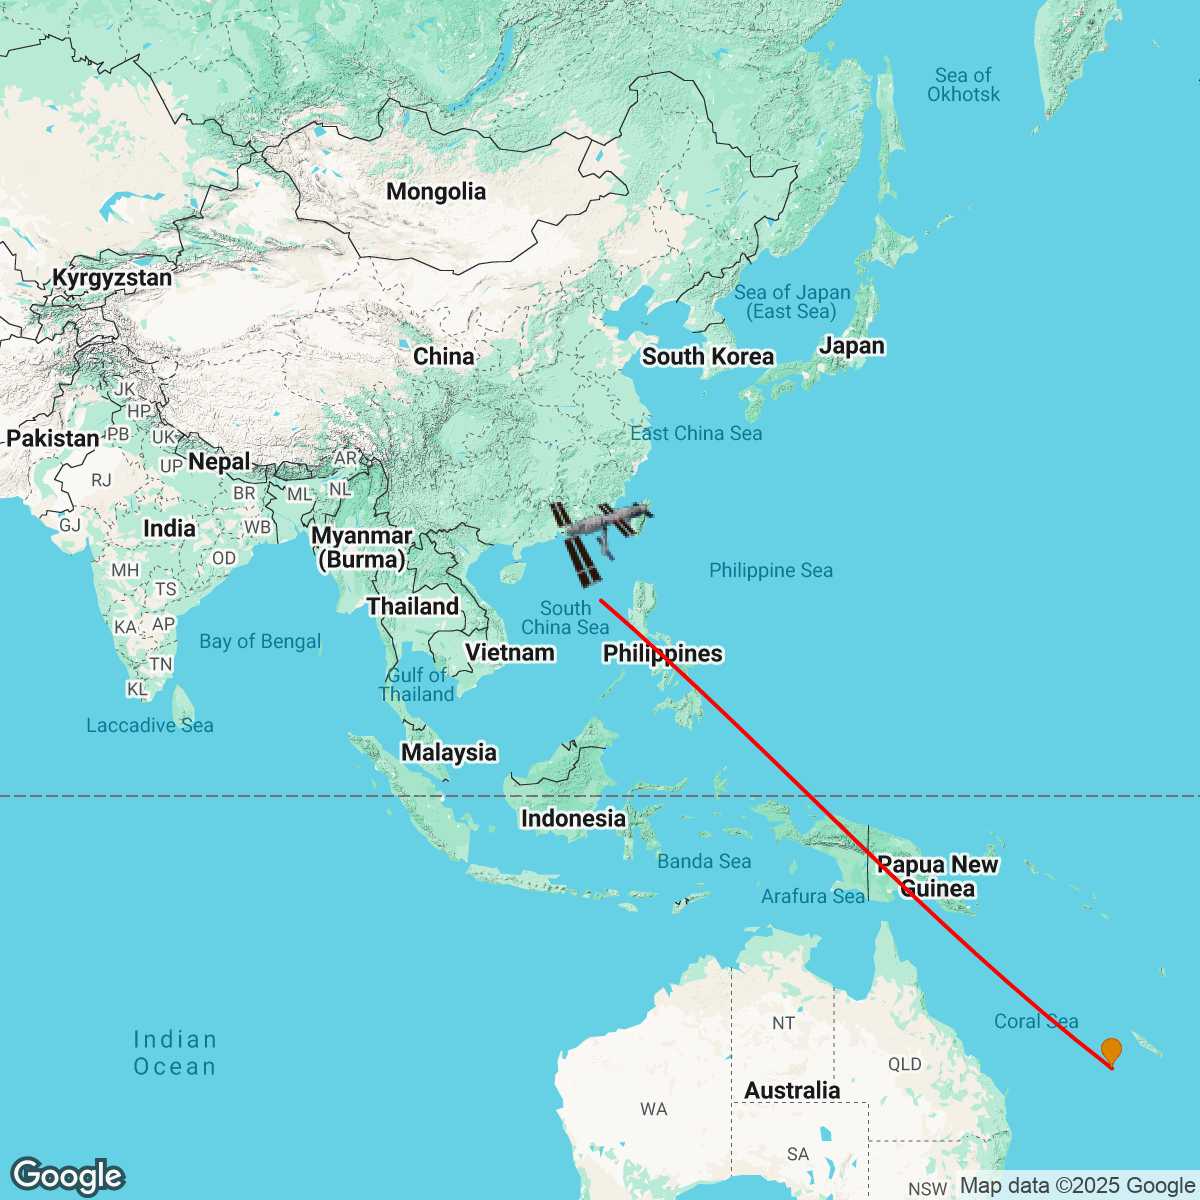 Sea of
Okhotsk
Mongolia
Kyrgyzstan
Sea of Japan
(East Sea)
China
South Korea
Japan
JK
HP
Pakistan
PB
UK
East China Sea
Nepal
AR
UP
RJ
BR
ML
NL
GJ
India
WB
Myanmar
(Burma)
OD
MH
Philippine Sea
TS
Thailand
South
China Sea
KA
AP
Bay of Bengal
Vietnam
Philippines
TN
Gulf of
Thailand
KL
Laccadive Sea
Malaysia
Indonesia
Banda Sea
Papua New
Guinea
Arafura Sea
Coral Sea
NT
Indian
Ocean
QLD
Australia
WA
SA
Google
NSW
Map data ©2025 Google